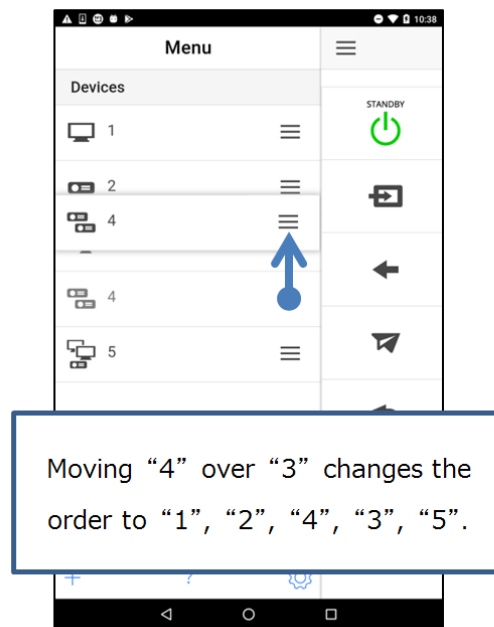 10:38
Menu
Devices
STANDBY
1
2
4
4
5
Moving “4” over “3” changes the
order to “1”, “2”, “4”, “3”, “5”.
+ ?